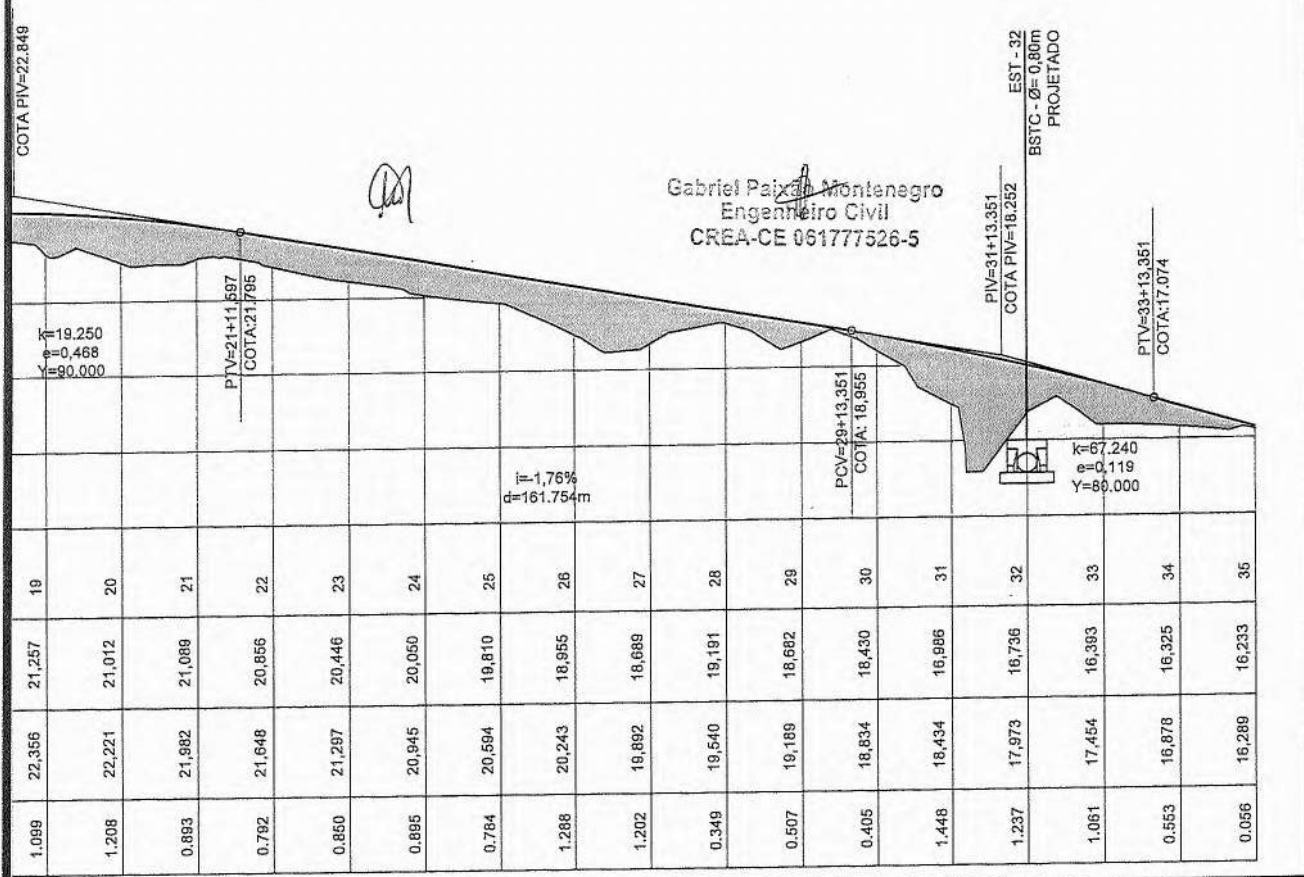 COTA PIV=22.849
k=19.250
e=0,468
Y=90.000
PTV=21+11,597
COTA:21.795
i=-1,76%
d=161.754m
Gabriel Paixão Montenegro
Engenheiro Civil
CREA-CE 061777526-5
PCV=29+13,351
COTA: 18,955
PIV=31+13.351
COTA PIV=18.252
EST - 32
BSTC - Ø= 0,80m
PROJETADO
k=67.240
e=0,119
Y=80.000
PTV=33+13,351
COTA:17.074
19 20 21 22 23 24 25 26 27 28 29 30 31 32 33 34 35
21,257 21,012 21,089 20,856 20,446 20,050 19,810 18,955 18,689 19,191 18,682 18,430 16,986 16,736 16,393 16,325 16,233
22,356 22,221 21,982 21,648 21,297 20,945 20,594 20,243 19,892 19,540 19,189 18,834 18,434 17,973 17,454 16,878 16,289
1.099 1.208 0.893 0.792 0.850 0.895 0.784 1.288 1.202 0.349 0.507 0.405 1.448 1.237 1.061 0.553 0.056